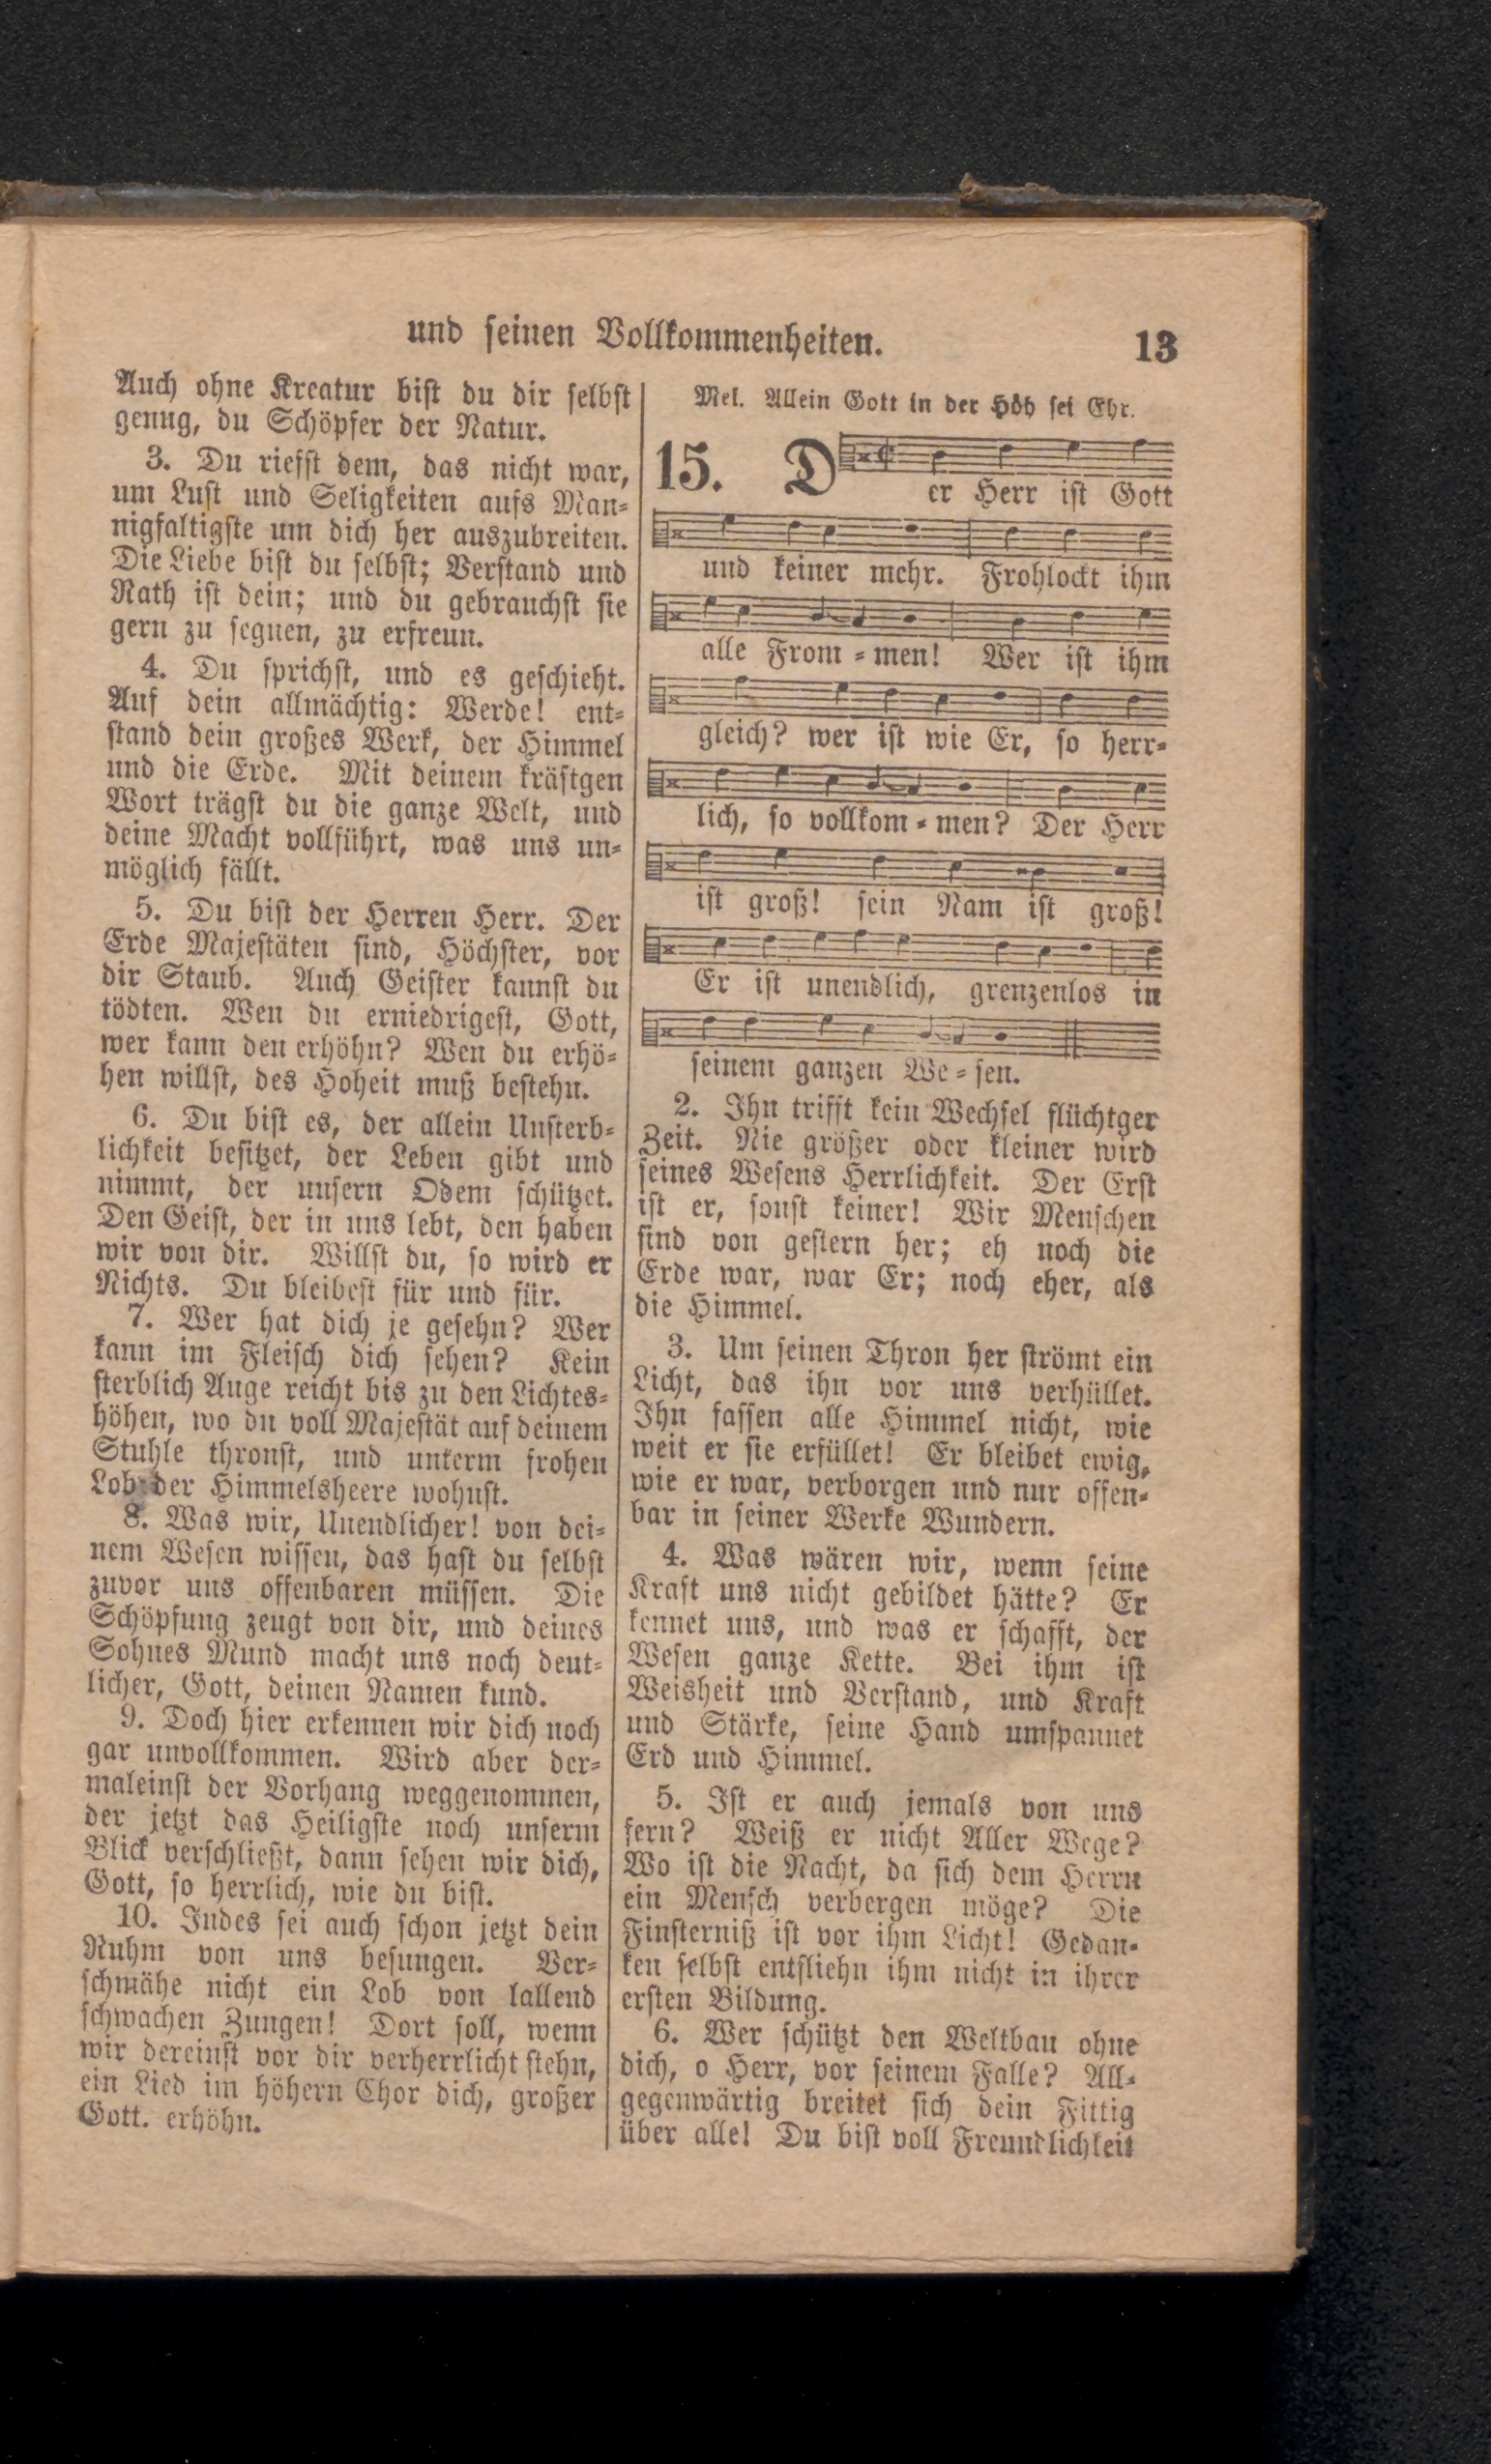 und seinen Vollkommenheiten.
13
Auch ohne Kreatur bist du dir selbst
genug, du Schöpfer der Natur.
3. Du riefst dem, das nicht war,
um Lust und Seligkeiten aufs Man-
nigfaltigste um dich her auszubreiten.
Die Liebe bist du selbst; Verstand und
Rath ist dein; und du gebrauchst sie
gern zu segnen, zu erfreun.
4. Du sprichst, und es geschieht.
Auf dein allmächtig: Werde! ent-
stand dein großes Werk, der Himmel
und die Erde. Mit deinem kräftgen
Wort trägst du die ganze Welt, und
deine Macht vollführt, was uns un-
möglich fällt.
5. Du bist der Herren Herr. Der
Erde Majestäten sind, Höchster, vor
dir Staub. Auch Geister kannst du
tödten. Wen du erniedrigest, Gott,
wer kann den erhöhn? Wen du erhö-
hen willst, des Hoheit muß bestehn.
6. Du bist es, der allein Unsterb-
lichkeit besitzet, der Leben gibt und
nimmt, der unsern Odem schützet.
Den Geist, der in uns lebt, den haben
wir von dir. Willst du, so wird er
Nichts. Du bleibest für und für.
7. Wer hat dich je gesehn? Wer
kann im Fleisch dich sehen? Kein
sterblich Auge reicht bis zu den Lichtes-
höhen, wo du voll Majestät auf deinem
Stuhle thronst, und unterm frohen
Lob der Himmelsheere wohnst.
8. Was wir, Unendlicher! von dei-
nem Wesen wissen, das hast du selbst
zuvor uns offenbaren müssen. Die
Schöpfung zeugt von dir, und deines
Sohnes Mund macht uns noch deut-
licher, Gott, deinen Namen kund.
9. Doch hier erkennen wir dich noch
gar unvollkommen. Wird aber der-
maleinst der Vorhang weggenommen,
der jetzt das Heiligste noch unserm
Blick verschließt, dann sehen wir dich,
Gott, so herrlich, wie du bist.
10. Indes sei auch schon jetzt dein
Ruhm von uns besungen. Ver-
schmähe nicht ein Lob von lallend
schwachen Zungen! Dort soll, wenn
wir dereinst vor dir verherrlicht stehn,
ein Lied im höhern Chor dich, großer
Gott. erhöhn.
Mel. Allein Gott in der Höh sei Ehr.
15. Der Herr ist Gott
und keiner mehr. Frohlockt ihm
alle From-men! Wer ist ihm
gleich? wer ist wie Er, so herr-
lich, so vollkom-men? Der Herr
ist groß! sein Nam ist groß!
Er ist unendlich, grenzenlos in
seinem ganzen We-sen.
2. Ihn trifft kein Wechsel flüchtger
Zeit. Nie größer oder kleiner wird
seines Wesens Herrlichkeit. Der Erst
ist er, sonst keiner! Wir Menschen
sind von gestern her; eh noch die
Erde war, war Er; noch eher, als
die Himmel.
3. Um seinen Thron her strömt ein
Licht, das ihn vor uns verhüllet.
Ihn fassen alle Himmel nicht, wie
weit er sie erfüllet! Er bleibet ewig,
wie er war, verborgen und nur offen-
bar in seiner Werke Wundern.
4. Was wären wir, wenn seine
Kraft uns nicht gebildet hätte? Er
kennet uns, und was er schafft, der
Wesen ganze Kette. Bei ihm ist
Weisheit und Verstand, und Kraft
und Stärke, seine Hand umspannet
Erd und Himmel.
5. Ist er auch jemals von uns
fern? Weiß er nicht Aller Wege?
Wo ist die Nacht, da sich dem Herrn
ein Mensch verbergen möge? Die
Finsterniß ist vor ihm Licht! Gedan-
ken selbst entfliehn ihm nicht in ihrer
ersten Bildung.
6. Wer schützt den Weltbau ohne
dich, o Herr, vor seinem Falle? All-
gegenwärtig breitet sich dein Fittig
über alle! Du bist voll Freundlichkeit